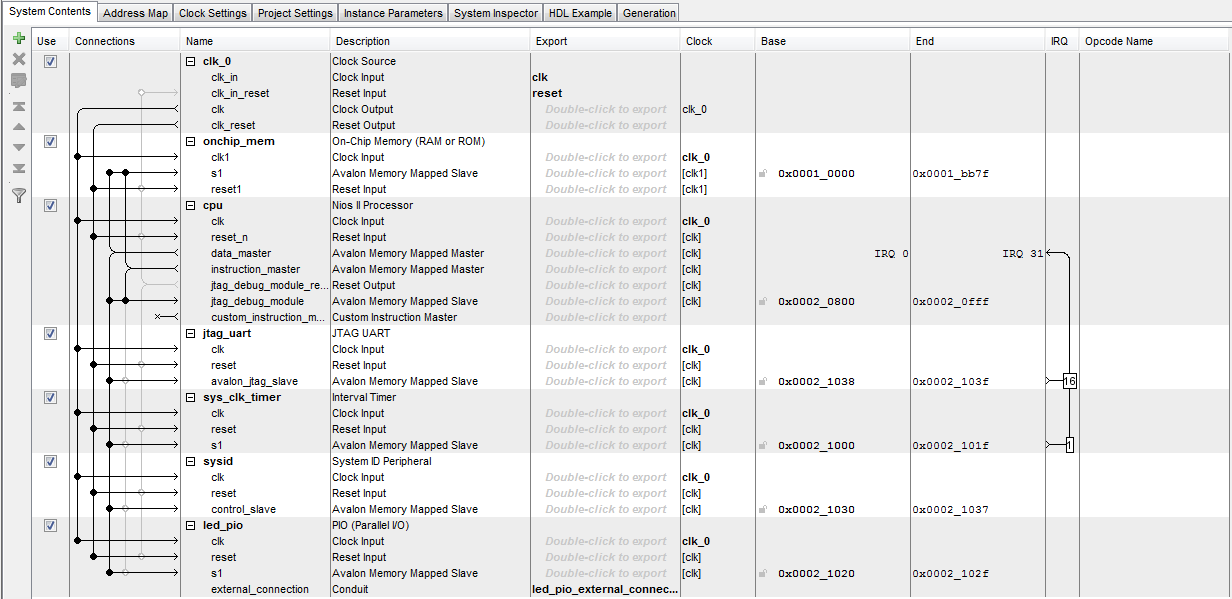 System Contents Address Map Clock Settings Project Settings Instance Parameters System Inspector HDL Example Generation
Use Connections Name Description Export Clock Base End IRQ Opcode Name
clk_0 Clock Source
clk_in Clock Input clk
clk_in_reset Reset Input reset
clk Clock Output Double-click to export clk_0
clk_reset Reset Output Double-click to export
onchip_mem On-Chip Memory (RAM or ROM)
clk1 Clock Input Double-click to export clk_0
s1 Avalon Memory Mapped Slave Double-click to export [clk1] 0x0001_0000 0x0001_bb7f
reset1 Reset Input Double-click to export [clk1]
cpu Nios II Processor
clk Clock Input Double-click to export clk_0
reset_n Reset Input Double-click to export [clk]
data_master Avalon Memory Mapped Master Double-click to export [clk] IRQ 0 IRQ 31
instruction_master Avalon Memory Mapped Master Double-click to export [clk]
jtag_debug_module_re... Reset Output Double-click to export [clk]
jtag_debug_module Avalon Memory Mapped Slave Double-click to export [clk] 0x0002_0800 0x0002_0fff
custom_instruction_m... Custom Instruction Master Double-click to export
jtag_uart JTAG UART
clk Clock Input Double-click to export clk_0
reset Reset Input Double-click to export [clk]
avalon_jtag_slave Avalon Memory Mapped Slave Double-click to export [clk] 0x0002_1038 0x0002_103f 16
sys_clk_timer Interval Timer
clk Clock Input Double-click to export clk_0
reset Reset Input Double-click to export [clk]
s1 Avalon Memory Mapped Slave Double-click to export [clk] 0x0002_1000 0x0002_101f 1
sysid System ID Peripheral
clk Clock Input Double-click to export clk_0
reset Reset Input Double-click to export [clk]
control_slave Avalon Memory Mapped Slave Double-click to export [clk] 0x0002_1030 0x0002_1037
led_pio PIO (Parallel I/O)
clk Clock Input Double-click to export clk_0
reset Reset Input Double-click to export [clk]
s1 Avalon Memory Mapped Slave Double-click to export [clk] 0x0002_1020 0x0002_102f
external_connection Conduit led_pio_external_connec...